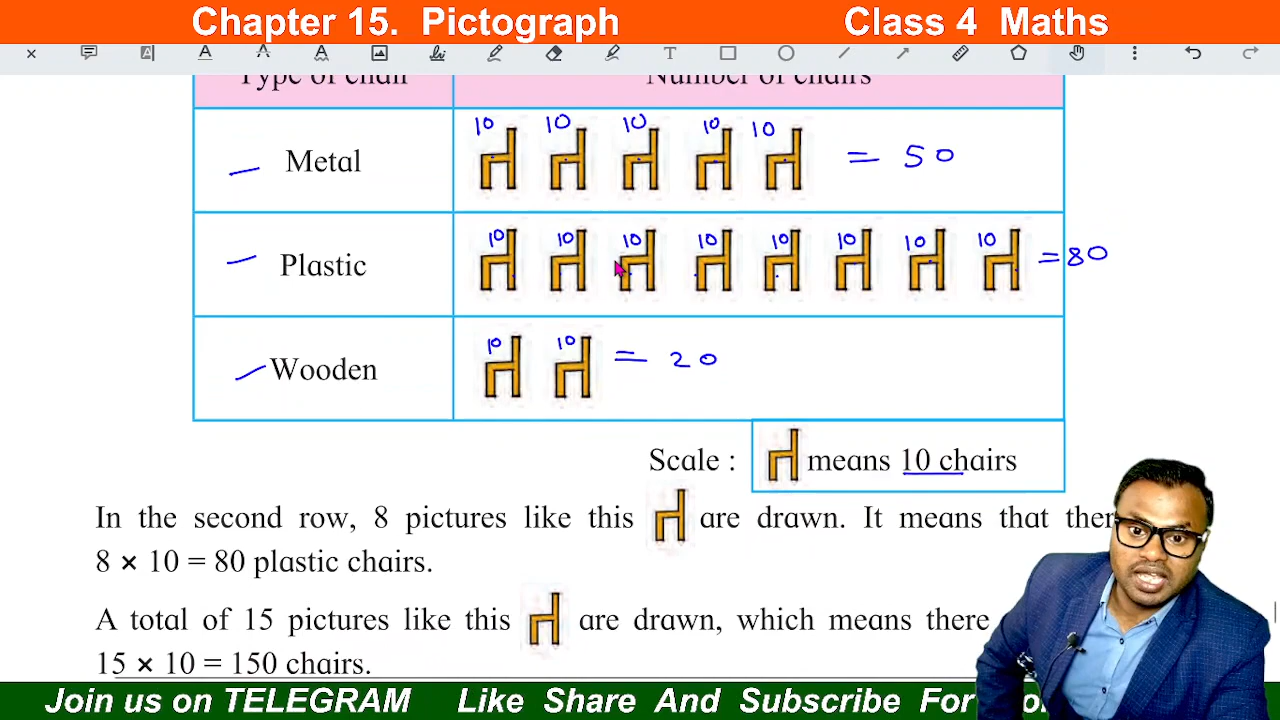 Chapter 15. Pictograph Class 4 Maths
Type of chair Number of chairs
10 10 10 10 10
Metal = 50
10 10 10 10 10 10 10 10
Plastic = 80
10 10
Wooden = 20
Scale : means 10 chairs
In the second row, 8 pictures like this are drawn. It means that
8 × 10 = 80 plastic chairs.
A total of 15 pictures like this are drawn, which means there
15 × 10 = 150 chairs.
Join us on TELEGRAM Like Share And Subscribe For